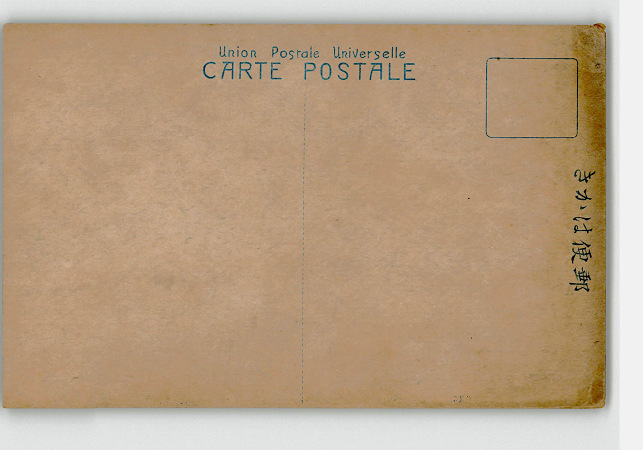 Union Postale Universelle
CARTE POSTALE
きかは便郵